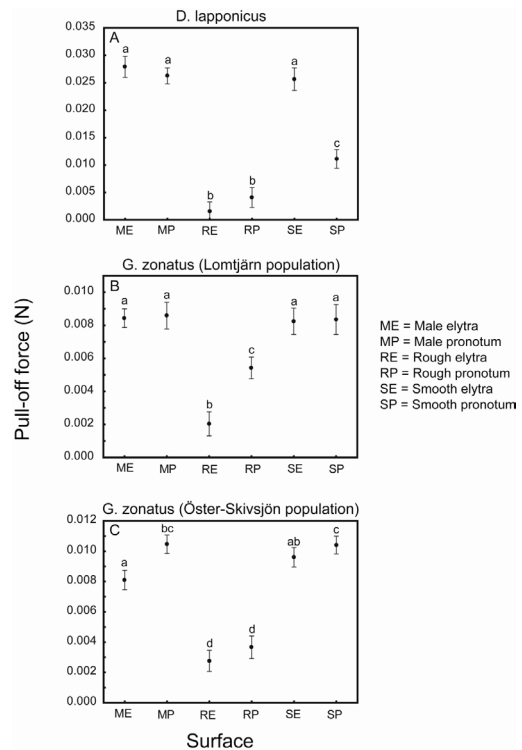 D. lapponicus
A
0.035
0.030
0.025
0.020
0.015
0.010
0.005
0.000
a a b b a c
ME MP RE RP SE SP
G. zonatus (Lomtjärn population)
B
0.010
0.008
0.006
0.004
0.002
0.000
a a b c a a
ME MP RE RP SE SP
G. zonatus (Öster-Skivsjön population)
C
0.012
0.010
0.008
0.006
0.004
0.002
0.000
a bc d d ab c
ME MP RE RP SE SP
Surface
Pull-off force (N)
ME = Male elytra
MP = Male pronotum
RE = Rough elytra
RP = Rough pronotum
SE = Smooth elytra
SP = Smooth pronotum